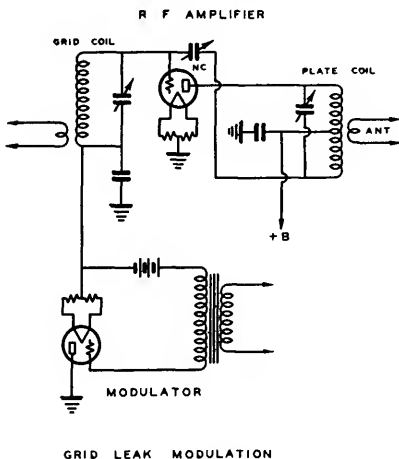 R F AMPLIFIER
GRID COIL
NC
PLATE COIL
ANT
+B
MODULATOR
GRID LEAK MODULATION